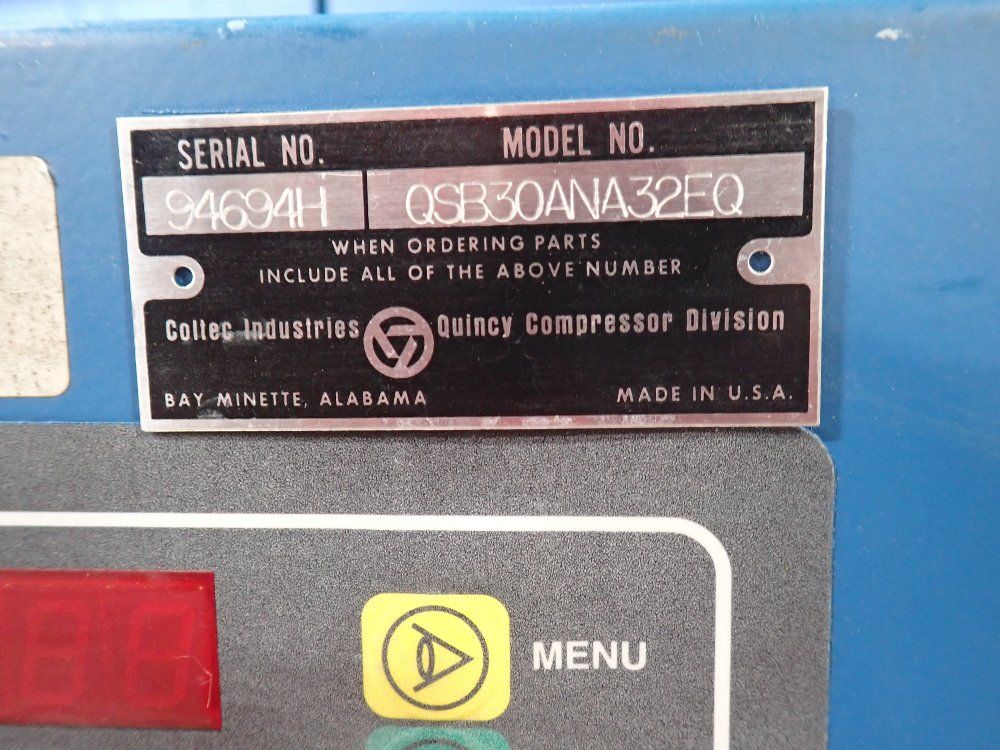 SERIAL NO. MODEL NO.
94694H QSB30ANA32EQ
WHEN ORDERING PARTS
INCLUDE ALL OF THE ABOVE NUMBER
Coltec Industries Quincy Compressor Division
BAY MINETTE, ALABAMA MADE IN U.S.A.
MENU